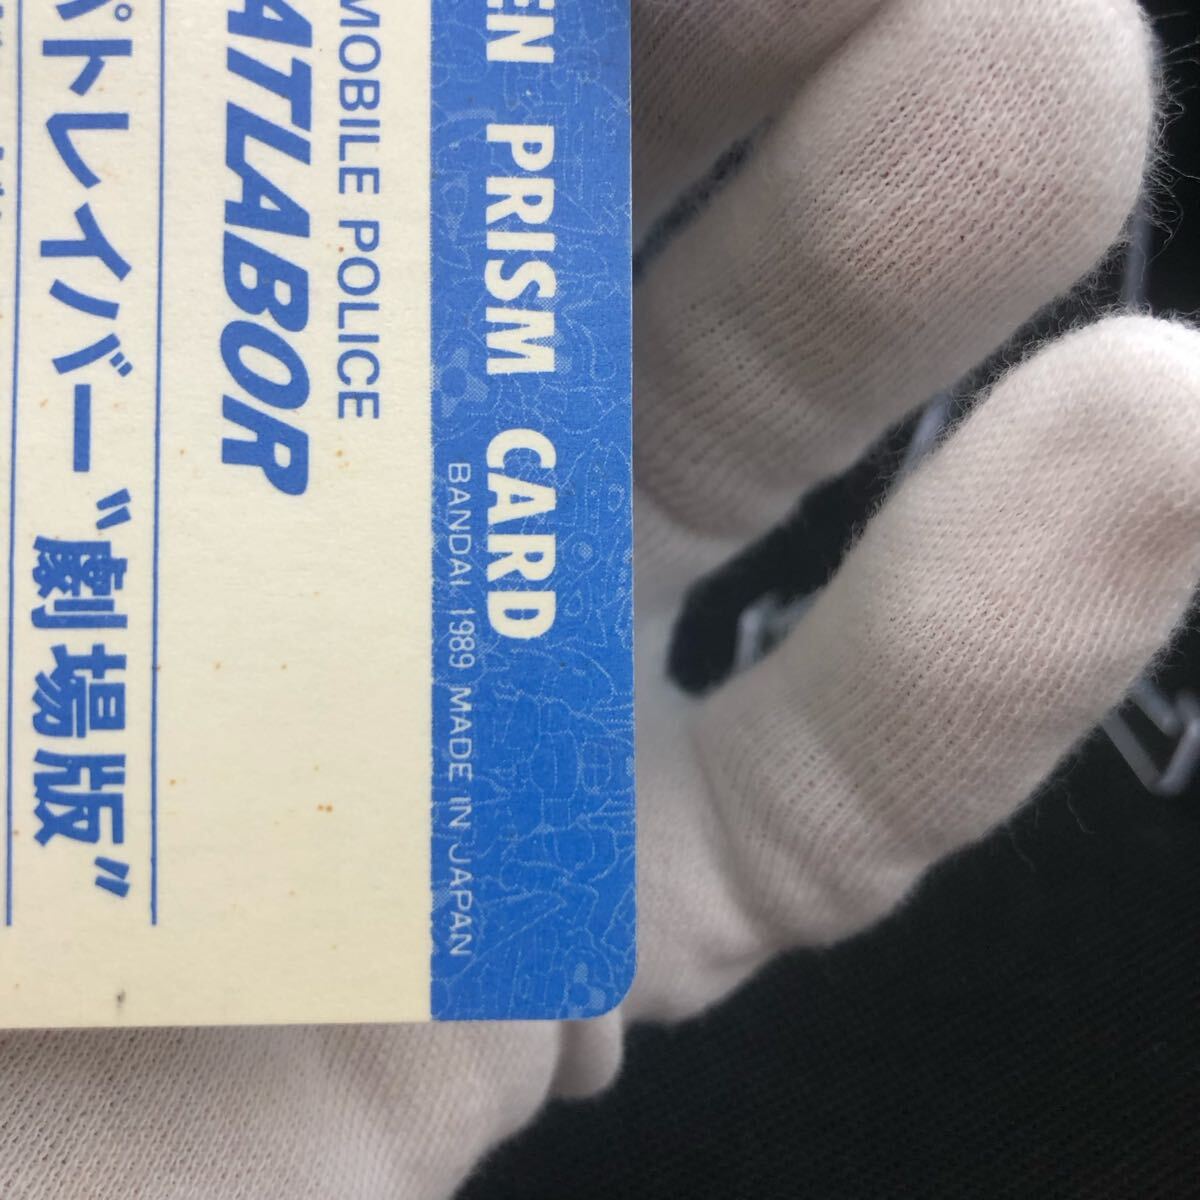 EN PRISM CARD
BANDAI 1989 MADE IN JAPAN
MOBILE POLICE
ATLABOR
パトレイバー〝劇場版〟